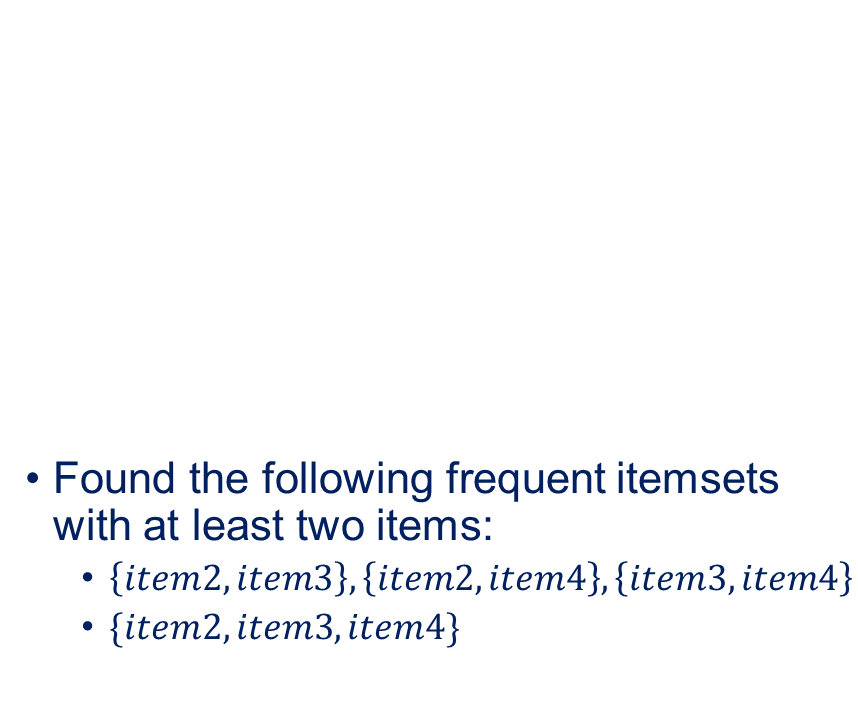 • Found the following frequent itemsets
with at least two items:
• {item2, item3}, {item2, item4}, {item3, item4}
• {item2, item3, item4}